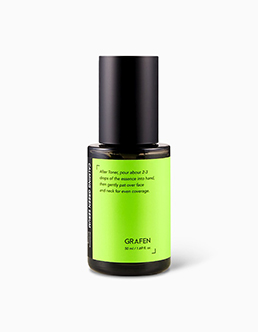 After Toner, pour about 2-3
drops of the essence into hand,
then gently pat over face
and neck for even coverage.
GRAFEN
50 ml / 1.69 fl. oz.